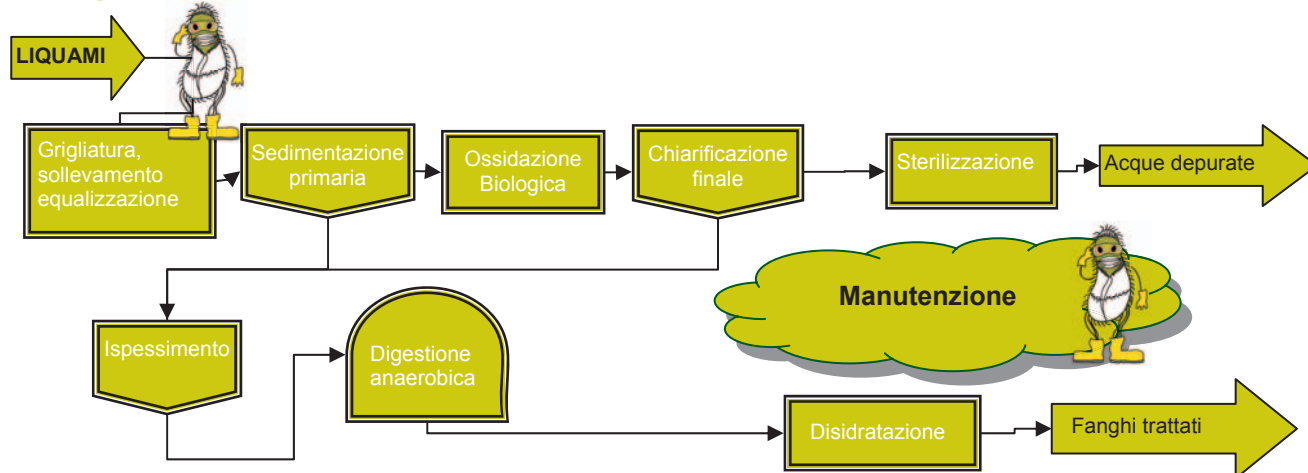 LIQUAMI
Grigliatura,
sollevamento
equalizzazione
Sedimentazione
primaria
Ossidazione
Biologica
Chiarificazione
finale
Sterilizzazione
Acque depurate
Manutenzione
Ispessimento
Digestione
anaerobica
Disidratazione
Fanghi trattati